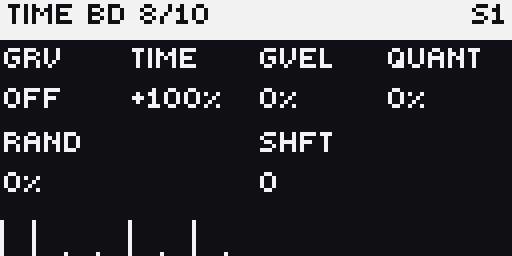 TIME BD 8/10 S1
GRV TIME GVEL QUANT
OFF +100% 0% 0%
RAND SHFT
0% 0